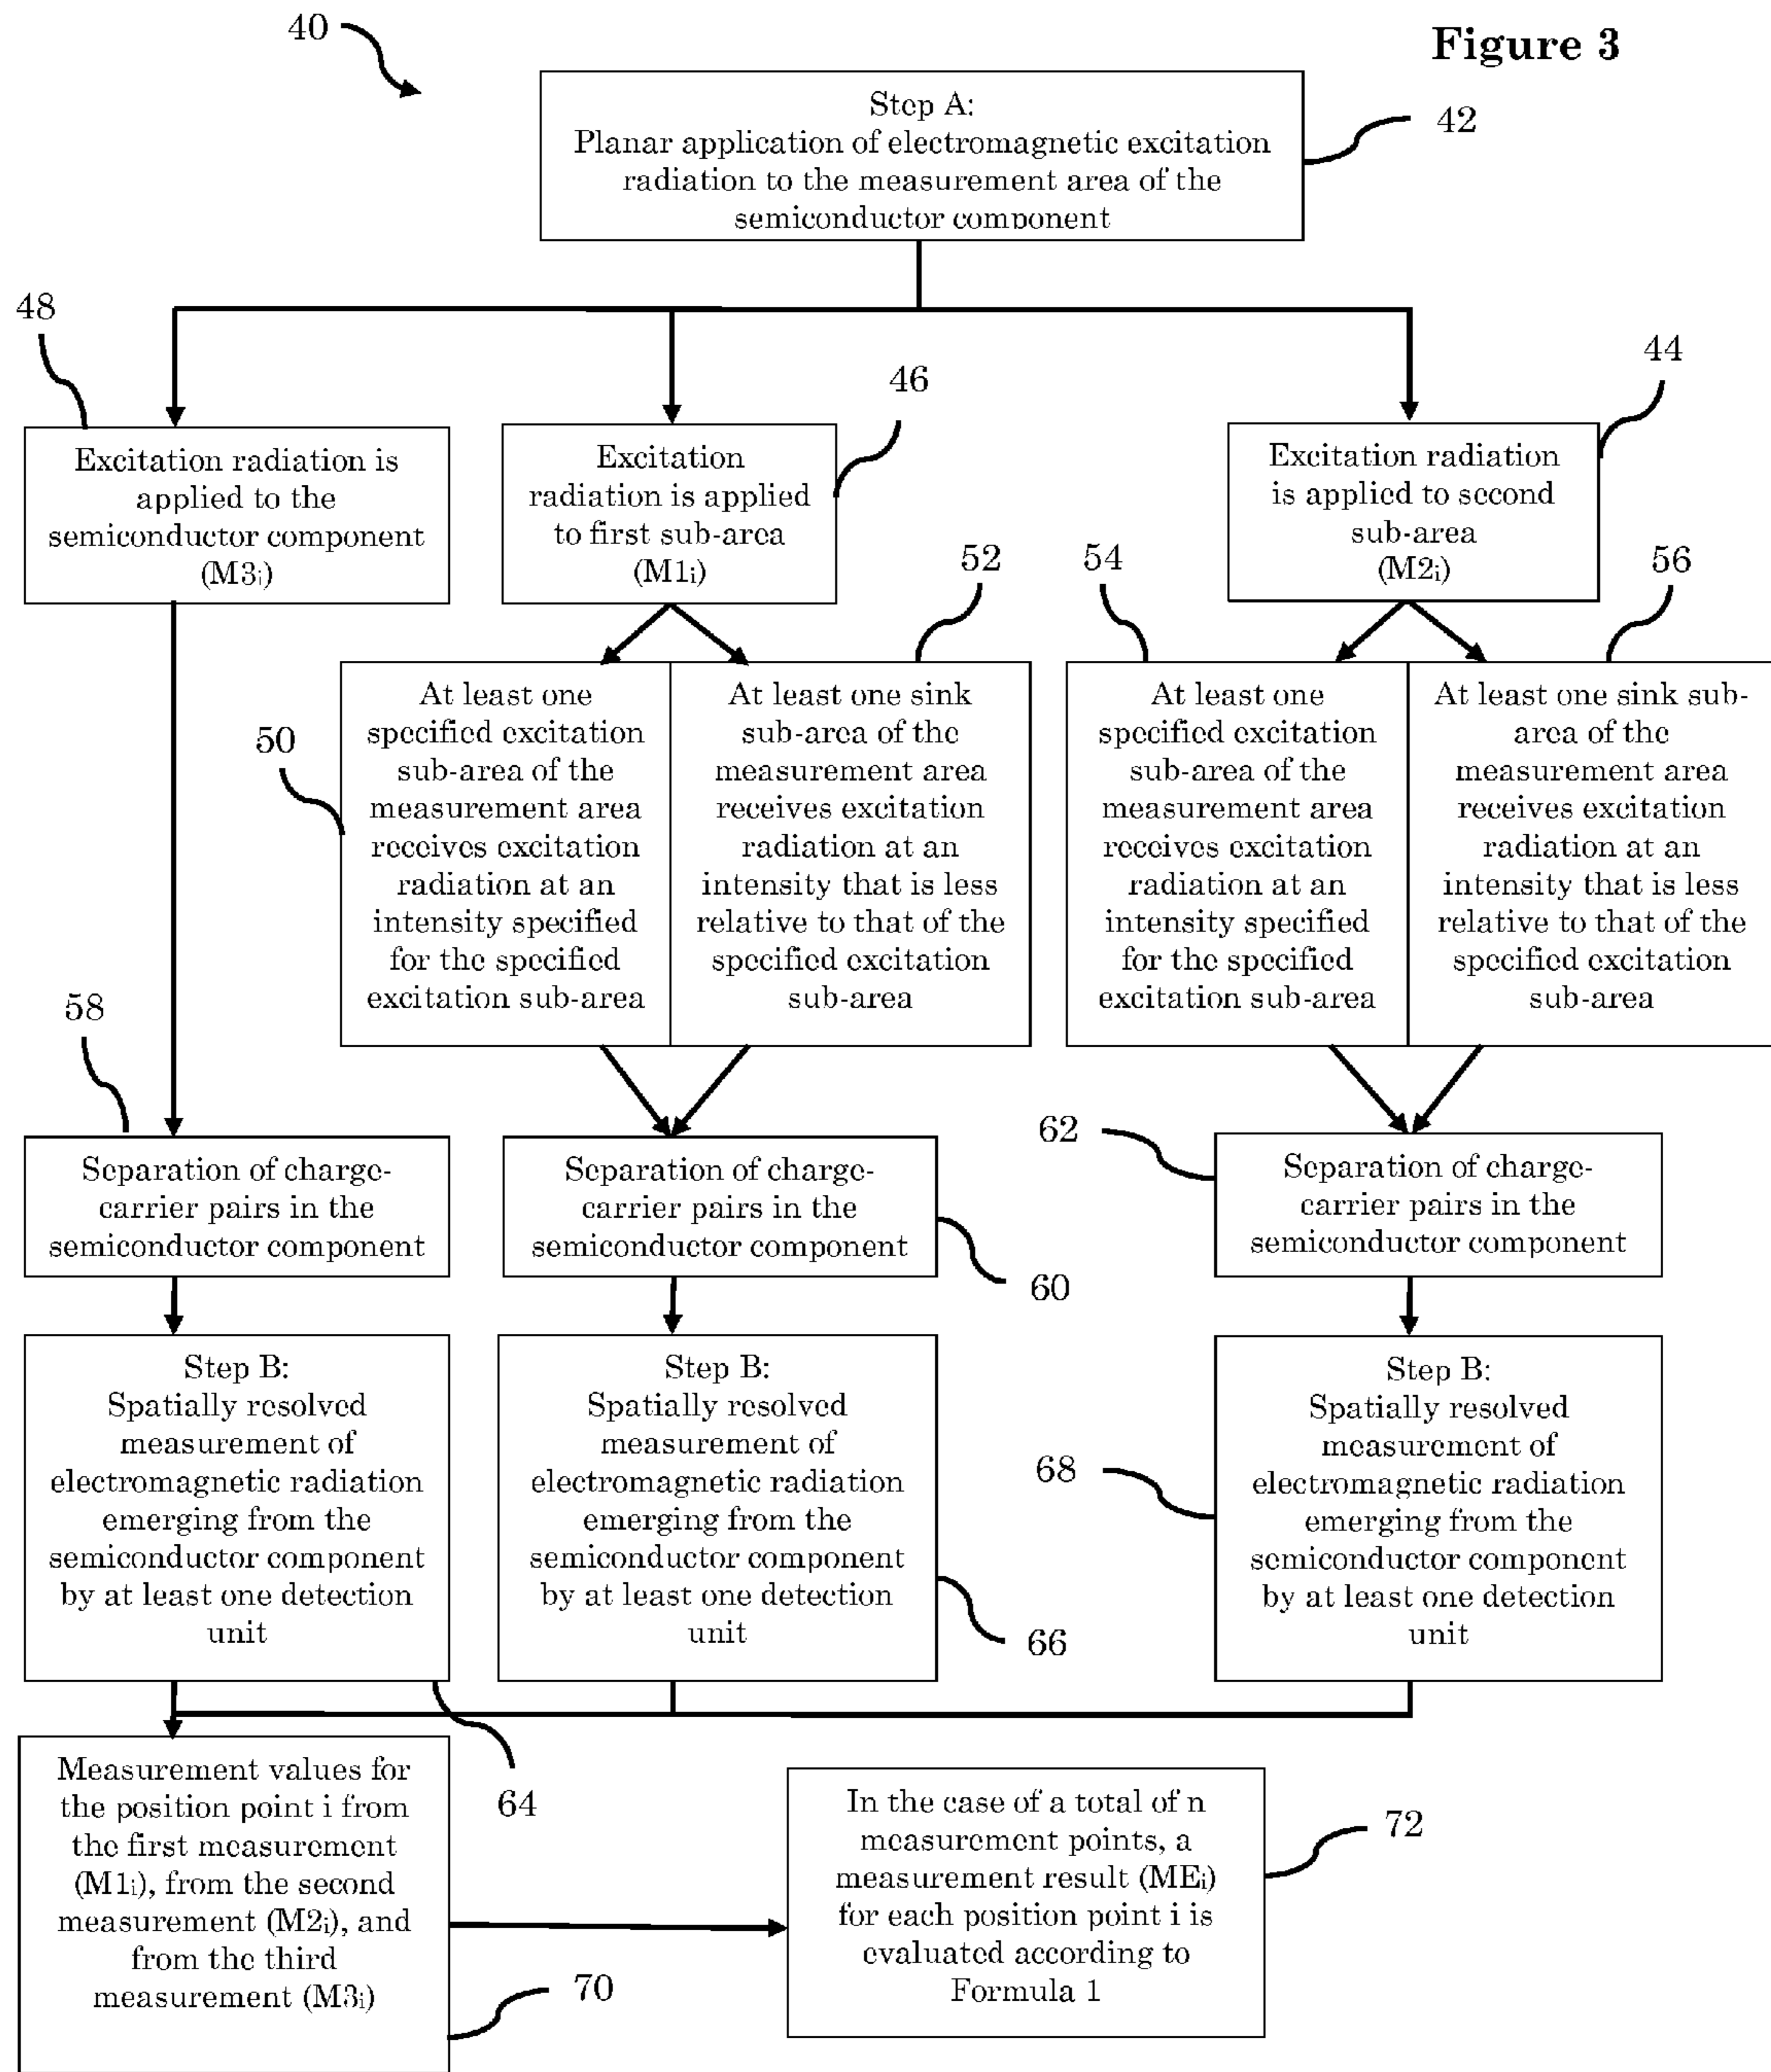 40
Figure 3
Step A:
Planar application of electromagnetic excitation
radiation to the measurement area of the
semiconductor component
42
48
46
44
Excitation radiation is
applied to the
semiconductor component
(M3i)
Excitation
radiation is applied
to first sub-area
(M1i)
Excitation radiation
is applied to second
sub-area
(M2i)
52
54
56
50
At least one
specified excitation
sub-area of the
measurement area
receives excitation
radiation at an
intensity specified
for the specified
excitation sub-area
At least one sink
sub-area of the
measurement area
receives excitation
radiation at an
intensity that is less
relative to that of the
specified excitation
sub-area
At least one
specified excitation
sub-area of the
measurement area
receives excitation
radiation at an
intensity specified
for the specified
excitation sub-area
At least one sink sub-
area of the
measurement area
receives excitation
radiation at an
intensity that is less
relative to that of the
specified excitation
sub-area
58
62
Separation of charge-
carrier pairs in the
semiconductor component
Separation of charge-
carrier pairs in the
semiconductor component
60
Separation of charge-
carrier pairs in the
semiconductor component
Step B:
Spatially resolved
measurement of
electromagnetic radiation
emerging from the
semiconductor component
by at least one detection
unit
Step B:
Spatially resolved
measurement of
electromagnetic radiation
emerging from the
semiconductor component
by at least one detection
unit
66
68
Step B:
Spatially resolved
measurement of
electromagnetic radiation
emerging from the
semiconductor component
by at least one detection
unit
64
Measurement values for
the position point i from
the first measurement
(M1i), from the second
measurement (M2i), and
from the third
measurement (M3i)
70
In the case of a total of n
measurement points, a
measurement result (MEi)
for each position point i is
evaluated according to
Formula 1
72